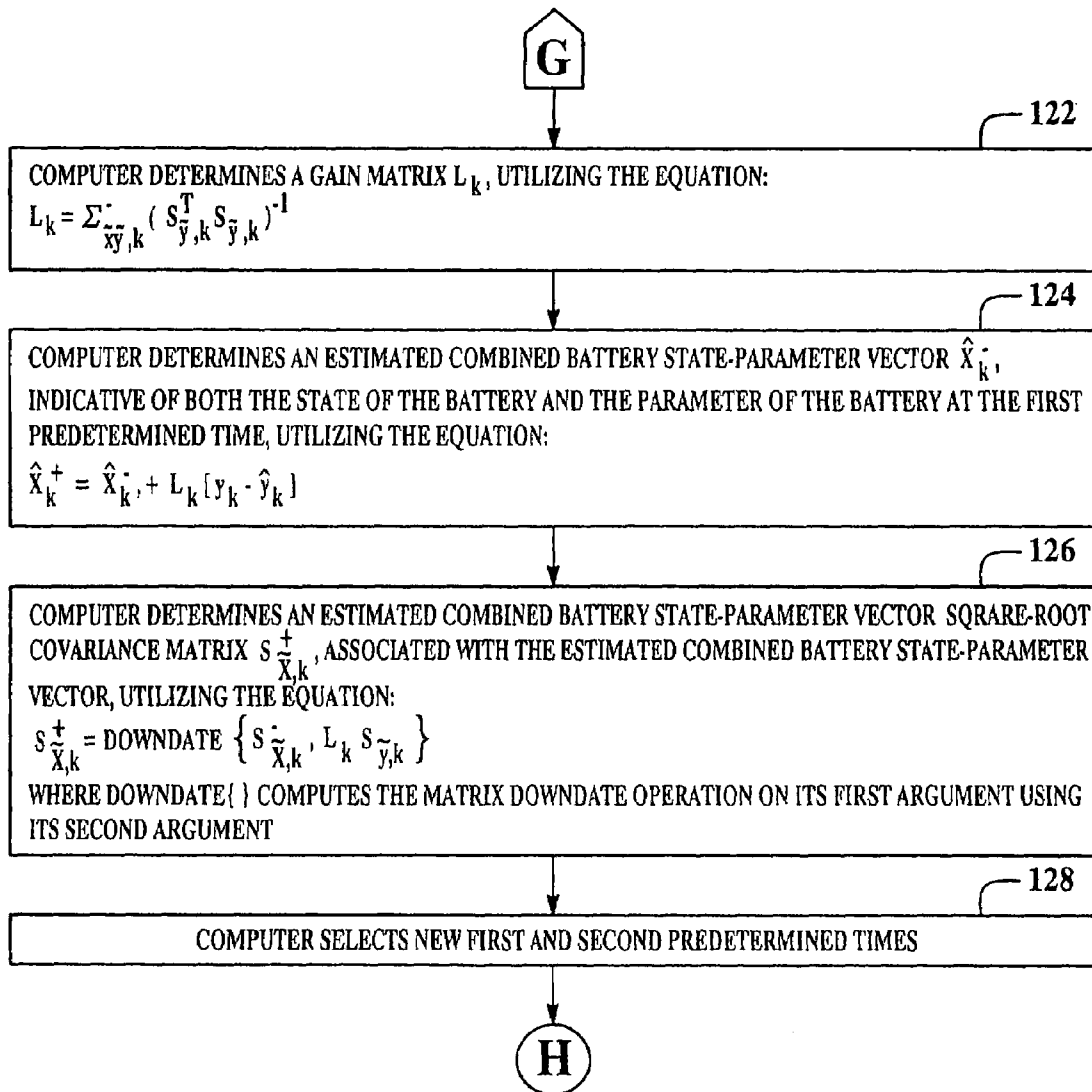 G
122
COMPUTER DETERMINES A GAIN MATRIX L_k, UTILIZING THE EQUATION:
L_k = Σ^-_{x̃ỹ,k} ( S^T_{ỹ,k} S_{ỹ,k} )^{-1}
124
COMPUTER DETERMINES AN ESTIMATED COMBINED BATTERY STATE-PARAMETER VECTOR X̂^-_k,
INDICATIVE OF BOTH THE STATE OF THE BATTERY AND THE PARAMETER OF THE BATTERY AT THE FIRST
PREDETERMINED TIME, UTILIZING THE EQUATION:
X̂^+_k = X̂^-_k, + L_k [y_k - ŷ_k]
126
COMPUTER DETERMINES AN ESTIMATED COMBINED BATTERY STATE-PARAMETER VECTOR SQRARE-ROOT
COVARIANCE MATRIX S^+_{X̃,k}, ASSOCIATED WITH THE ESTIMATED COMBINED BATTERY STATE-PARAMETER
VECTOR, UTILIZING THE EQUATION:
S^+_{X̃,k} = DOWNDATE { S^-_{X̃,k}, L_k S_{ỹ,k} }
WHERE DOWNDATE{ } COMPUTES THE MATRIX DOWNDATE OPERATION ON ITS FIRST ARGUMENT USING
ITS SECOND ARGUMENT
128
COMPUTER SELECTS NEW FIRST AND SECOND PREDETERMINED TIMES
H